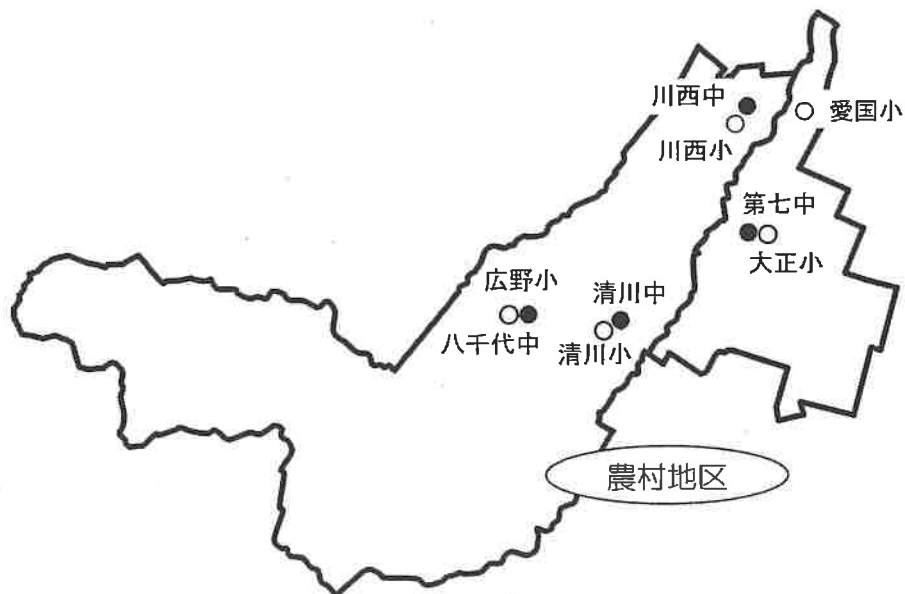 川西中
愛国小
川西小
第七中
大正小
広野小
清川中
八千代中
清川小
農村地区